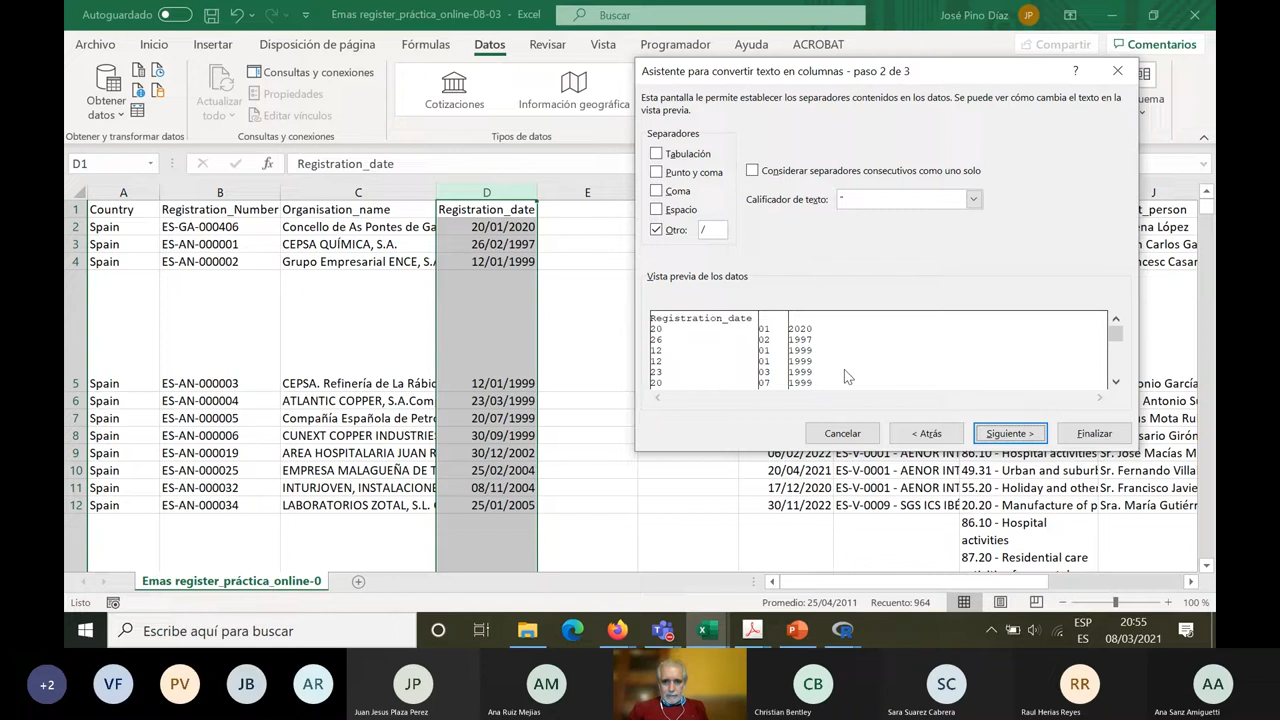 Autoguardado
Emas register_práctica_online-08-03 - Excel
Buscar
José Pino Díaz
JP
Archivo Inicio Insertar Disposición de página Fórmulas Datos Revisar Vista Programador Ayuda ACROBAT
Compartir
Comentarios
Obtener datos
Actualizar todo
Consultas y conexiones
Propiedades
Editar vínculos
Cotizaciones
Información geográfica
Obtener y transformar datos
Consultas y conexiones
Tipos de datos
Asistente para convertir texto en columnas - paso 2 de 3
?
Esta pantalla le permite establecer los separadores contenidos en los datos. Se puede ver cómo cambia el texto en la
vista previa.
Separadores
Tabulación
Punto y coma
Coma
Espacio
Otro: /
Considerar separadores consecutivos como uno solo
Calificador de texto: "
Vista previa de los datos
Registration_date
20 01 2020
26 02 1997
12 01 1999
12 01 1999
23 03 1999
20 07 1999
Cancelar
< Atrás
Siguiente >
Finalizar
D1
fx
Registration_date
A B C D E J
1 Country Registration_Number Organisation_name Registration_date
2 Spain ES-GA-000406 Concello de As Pontes de Ga 20/01/2020
3 Spain ES-AN-000001 CEPSA QUÍMICA, S.A. 26/02/1997
4 Spain ES-AN-000002 Grupo Empresarial ENCE, S.A 12/01/1999
5 Spain ES-AN-000003 CEPSA. Refinería de La Rábic 12/01/1999
6 Spain ES-AN-000004 ATLANTIC COPPER, S.A.Com 23/03/1999
7 Spain ES-AN-000005 Compañía Española de Petro 20/07/1999
8 Spain ES-AN-000006 CUNEXT COPPER INDUSTRIE 30/09/1999
9 Spain ES-AN-000019 AREA HOSPITALARIA JUAN R 30/12/2002 06/02/2021 ES-V-0001 - AENOR INT 86.10 - Hospital activities Sr. José Macías M
10 Spain ES-AN-000025 EMPRESA MALAGUEÑA DE T 25/02/2004 20/04/2021 ES-V-0001 - AENOR INT 49.31 - Urban and suburb Sr. Fernando Villa
11 Spain ES-AN-000032 INTURJOVEN, INSTALACIONE 08/11/2004 17/12/2020 ES-V-0001 - AENOR INT 55.20 - Holiday and other Sr. Francisco Javie
12 Spain ES-AN-000034 LABORATORIOS ZOTAL, S.L. 25/01/2005 30/11/2022 ES-V-0009 - SGS ICS IBE 20.20 - Manufacture of p Sra. María Gutiérr
86.10 - Hospital
activities
87.20 - Residential care
Emas register_práctica_online-0
Listo
Promedio: 25/04/2011
Recuento: 964
100 %
Escribe aquí para buscar
ESP
ES
20:55
08/03/2021
+2 VF PV JB AR JP AM CB SC RR AA
Juan Jesus Plaza Perez
Ana Ruiz Mejias
Christian Bentley
Sara Suarez Cabrera
Raul Herias Reyes
Ana Sanz Amiguetti